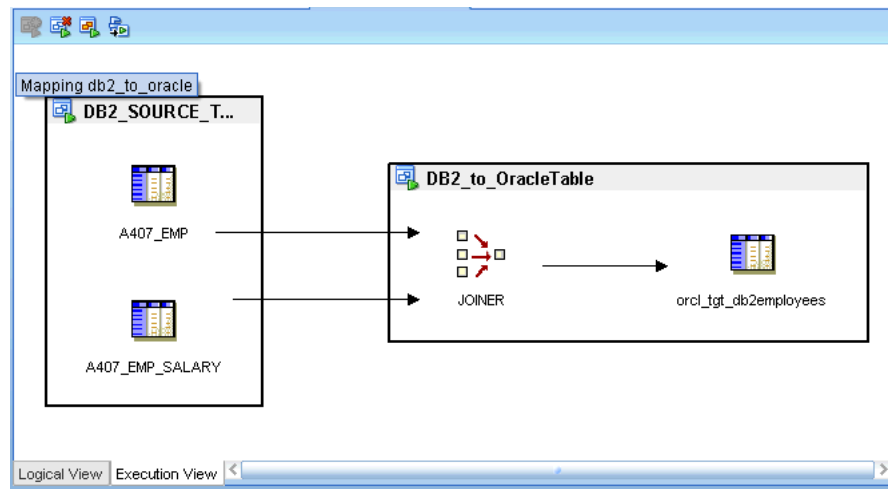 Mapping db2_to_oracle
DB2_SOURCE_T...
A407_EMP
A407_EMP_SALARY
DB2_to_OracleTable
JOINER
orcl_tgt_db2employees
Logical View
Execution View